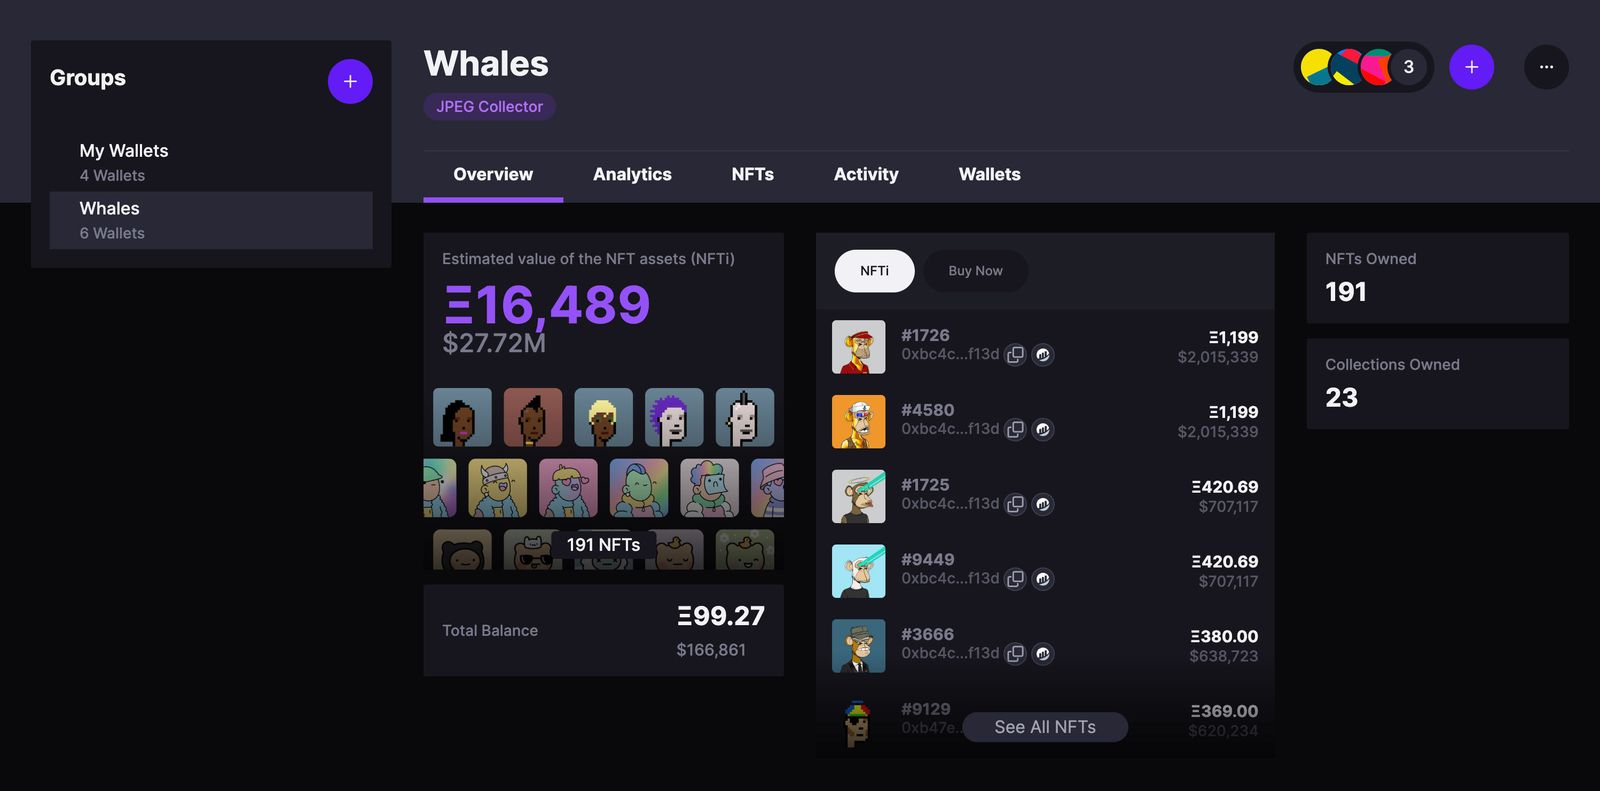 Groups
+
My Wallets
4 Wallets
Whales
6 Wallets
Whales
JPEG Collector
3
+
...
Overview
Analytics
NFTs
Activity
Wallets
Estimated value of the NFT assets (NFTi)
Ξ16,489
$27.72M
191 NFTs
Total Balance
Ξ99.27
$166,861
NFTi
Buy Now
#1726
0xbc4c...f13d
Ξ1,199
$2,015,339
#4580
0xbc4c...f13d
Ξ1,199
$2,015,339
#1725
0xbc4c...f13d
Ξ420.69
$707,117
#9449
0xbc4c...f13d
Ξ420.69
$707,117
#3666
0xbc4c...f13d
Ξ380.00
$638,723
#9129
0xb47e..
Ξ369.00
$620,234
See All NFTs
NFTs Owned
191
Collections Owned
23